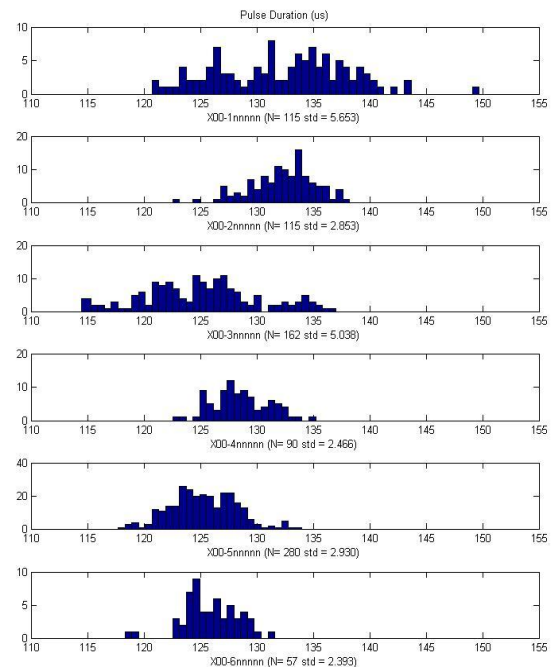 Pulse Duration (us)
10
5
0
110 115 120 125 130 135 140 145 150 155
X00-1nnnnn (N= 115 std = 5.653)
20
10
0
110 115 120 125 130 135 140 145 150 155
X00-2nnnnn (N= 115 std = 2.853)
20
10
0
110 115 120 125 130 135 140 145 150 155
X00-3nnnnn (N= 162 std = 5.038)
20
10
0
110 115 120 125 130 135 140 145 150 155
X00-4nnnnn (N= 90 std = 2.466)
40
20
0
110 115 120 125 130 135 140 145 150 155
X00-5nnnnn (N= 280 std = 2.930)
10
5
0
110 115 120 125 130 135 140 145 150 155
X00-6nnnnn (N= 57 std = 2.393)